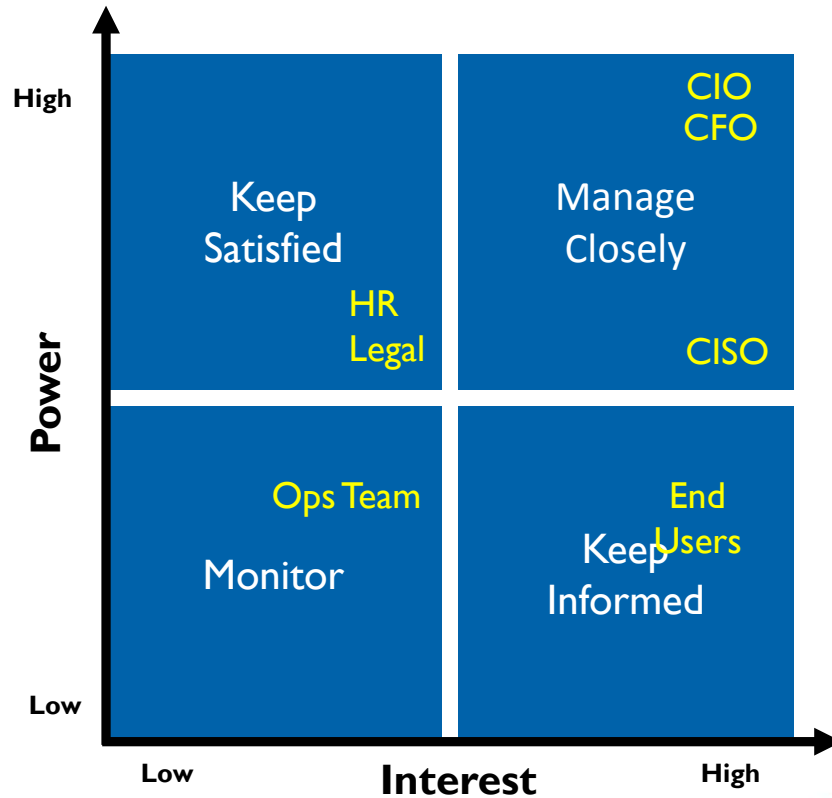 High
CIO
CFO
Keep
Satisfied
Manage
Closely
HR
Legal
CISO
Power
Ops Team
End
Users
Monitor
Keep
Informed
Low
Low
Interest
High